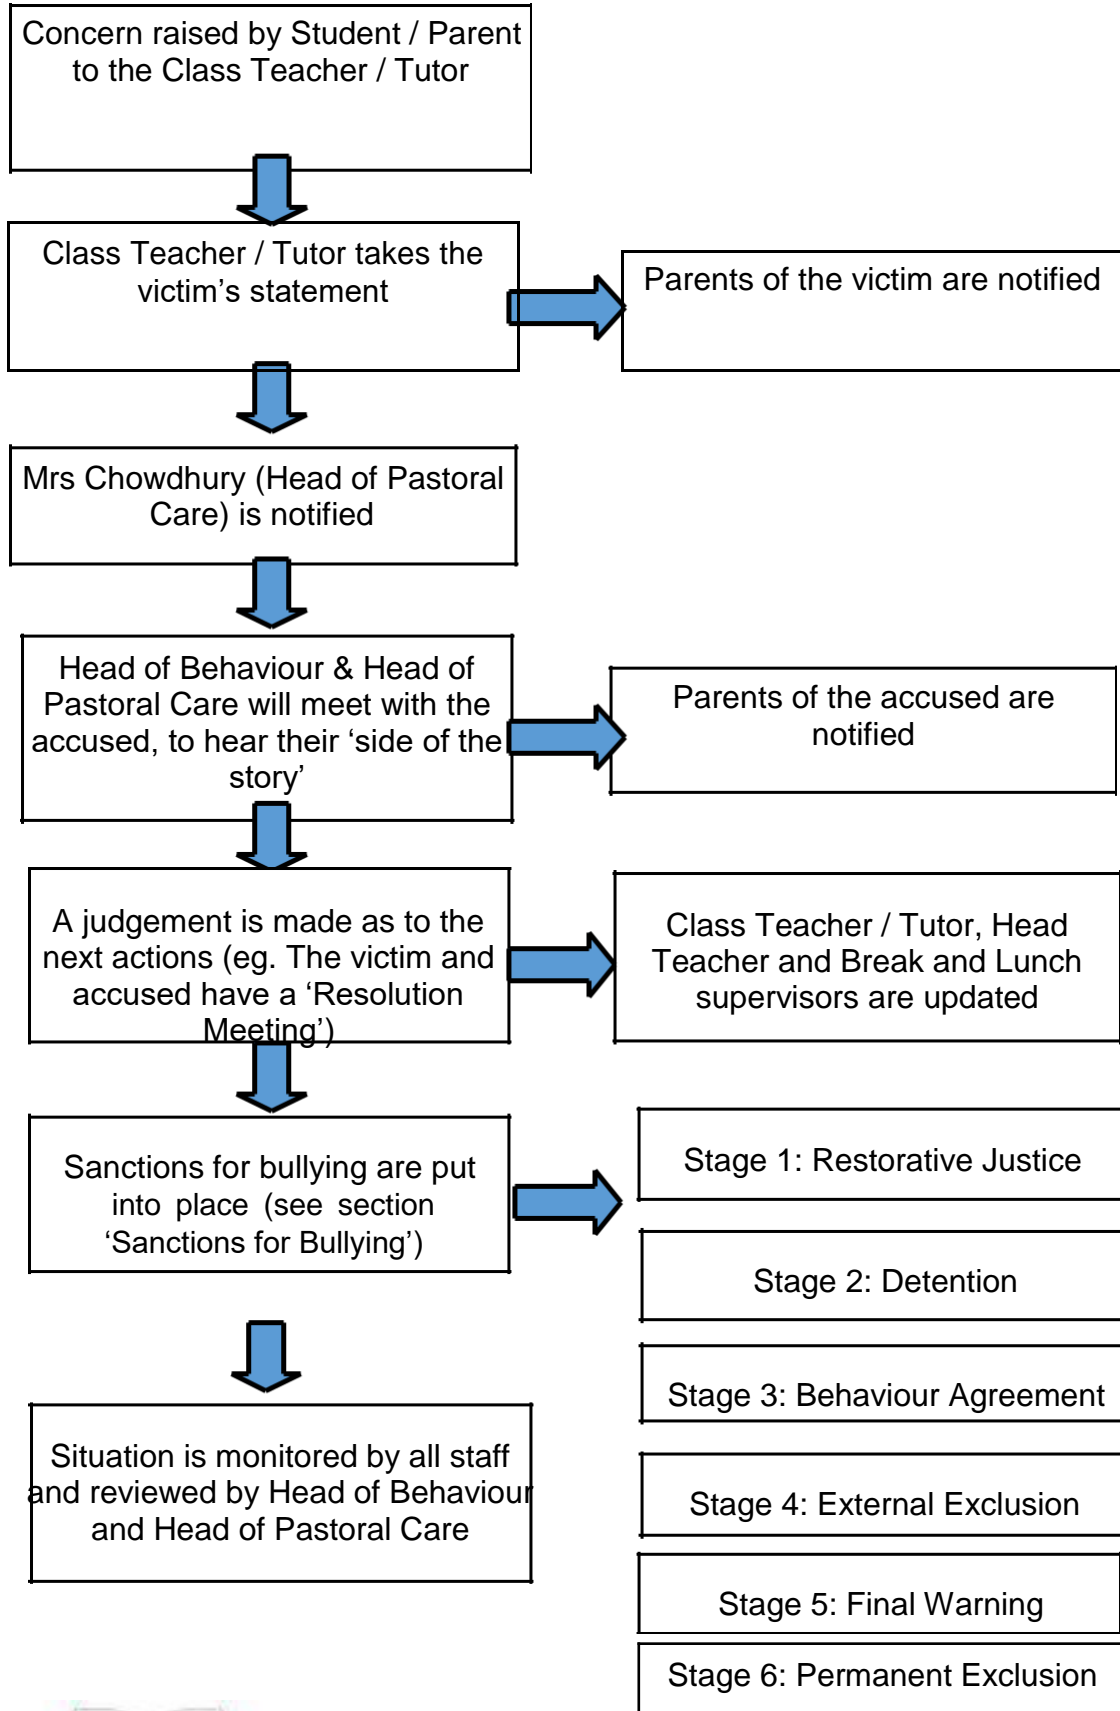 Concern raised by Student / Parent
to the Class Teacher / Tutor
Class Teacher / Tutor takes the
victim’s statement
Parents of the victim are notified
Mrs Chowdhury (Head of Pastoral
Care) is notified
Head of Behaviour & Head of
Pastoral Care will meet with the
accused, to hear their ‘side of the
story’
Parents of the accused are
notified
A judgement is made as to the
next actions (eg. The victim and
accused have a ‘Resolution
Meeting’)
Class Teacher / Tutor, Head
Teacher and Break and Lunch
supervisors are updated
Sanctions for bullying are put
into place (see section
‘Sanctions for Bullying’)
Stage 1: Restorative Justice
Stage 2: Detention
Stage 3: Behaviour Agreement
Stage 4: External Exclusion
Stage 5: Final Warning
Stage 6: Permanent Exclusion
Situation is monitored by all staff
and reviewed by Head of Behaviour
and Head of Pastoral Care